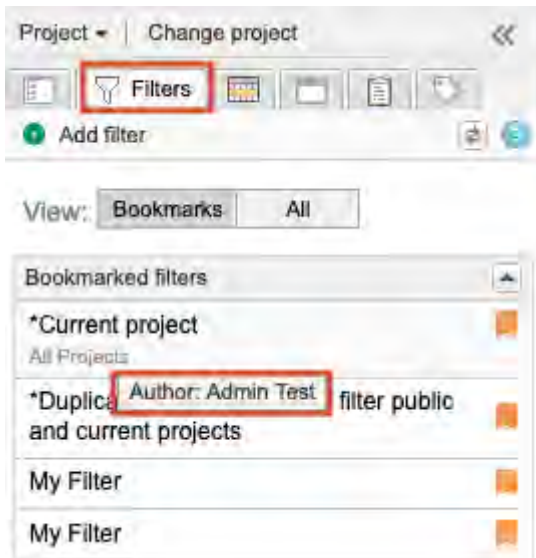 Project | Change project
Filters
Add filter
View: Bookmarks All
Bookmarked filters
*Current project
All Projects
Author: Admin Test
*Duplica filter public
and current projects
My Filter
My Filter